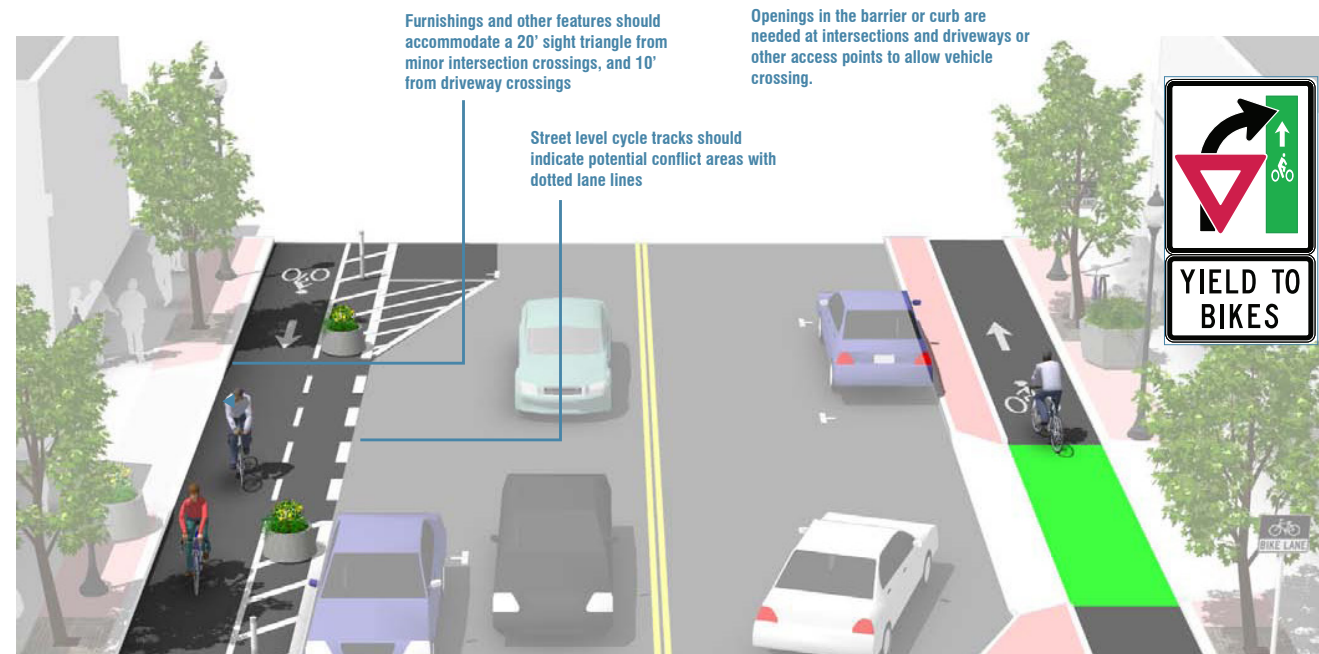 Furnishings and other features should
accommodate a 20’ sight triangle from
minor intersection crossings, and 10’
from driveway crossings
Openings in the barrier or curb are
needed at intersections and driveways or
other access points to allow vehicle
crossing.
Street level cycle tracks should
indicate potential conflict areas with
dotted lane lines
YIELD TO
BIKES
BIKE LANE